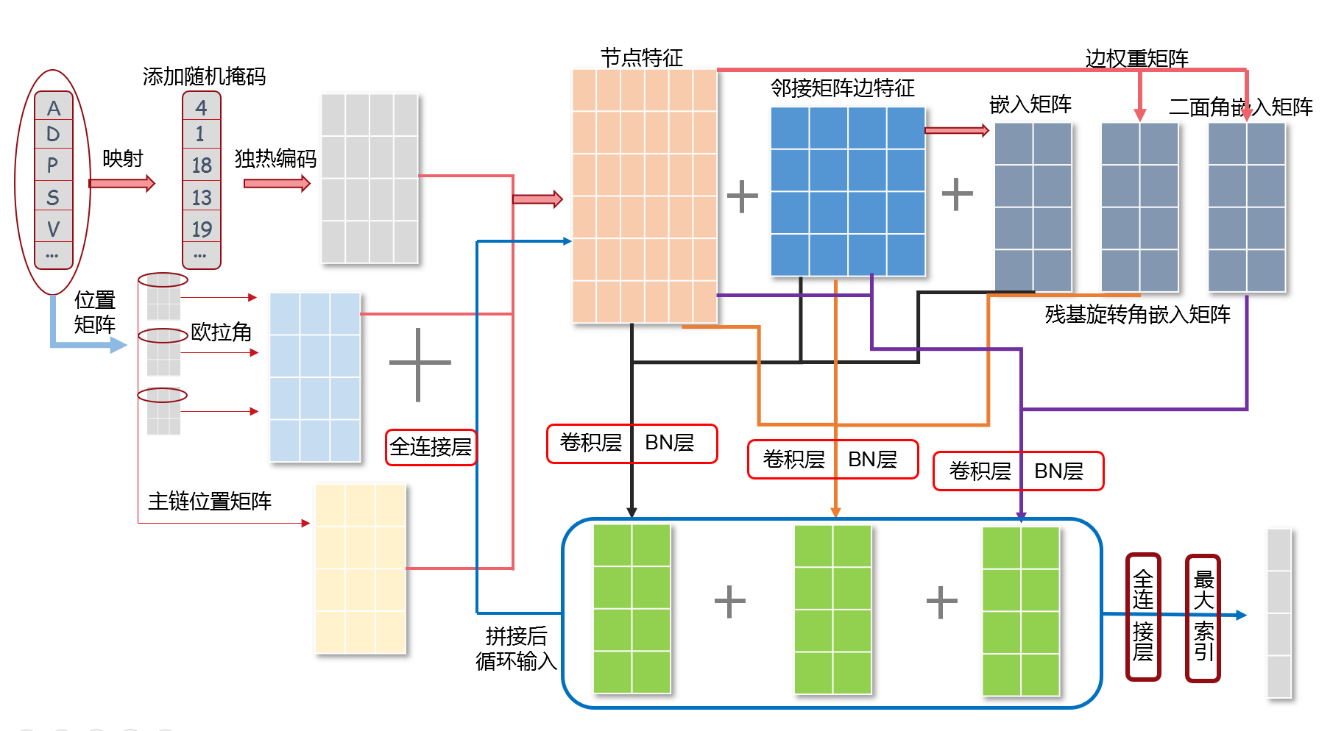 节点特征
边权重矩阵
添加随机掩码
邻接矩阵边特征
嵌入矩阵
二面角嵌入矩阵
A
D
P
S
V
...
映射
4
1
18
13
19
...
独热编码
位置
矩阵
欧拉角
残基旋转角嵌入矩阵
全连接层
卷积层 BN层
卷积层 BN层
卷积层 BN层
主链位置矩阵
拼接后
循环输入
全连接层
最大索引